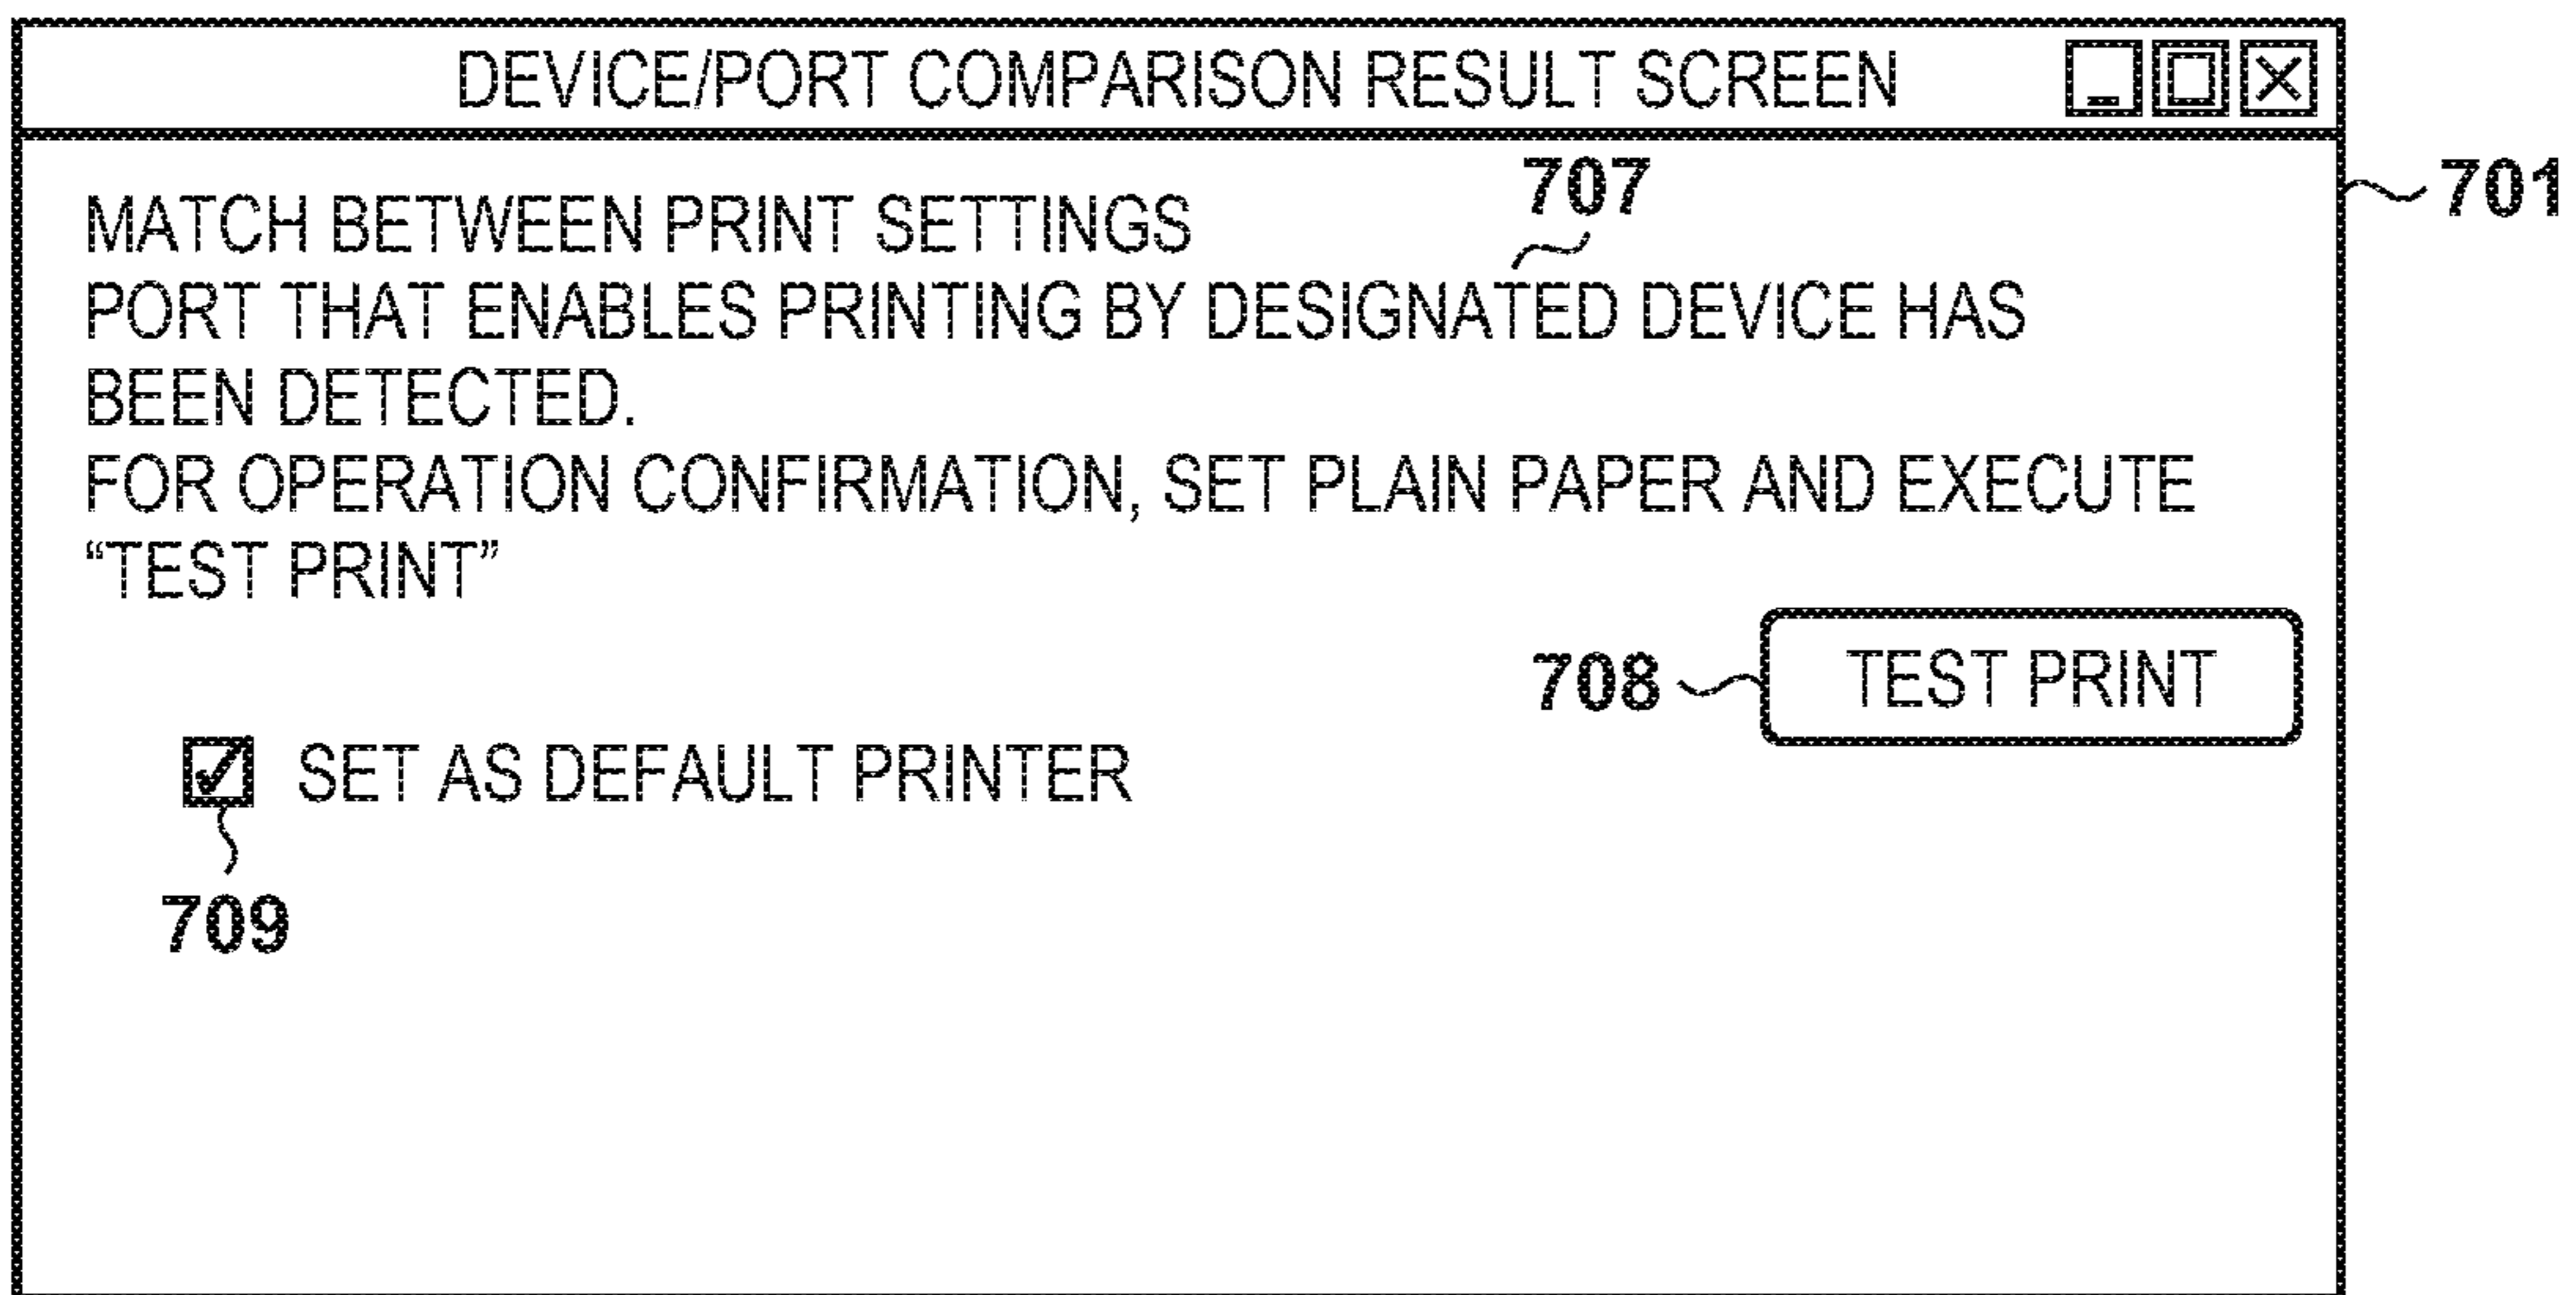 DEVICE/PORT COMPARISON RESULT SCREEN
707
701
MATCH BETWEEN PRINT SETTINGS
PORT THAT ENABLES PRINTING BY DESIGNATED DEVICE HAS
BEEN DETECTED.
FOR OPERATION CONFIRMATION, SET PLAIN PAPER AND EXECUTE
“TEST PRINT”
708
TEST PRINT
SET AS DEFAULT PRINTER
709